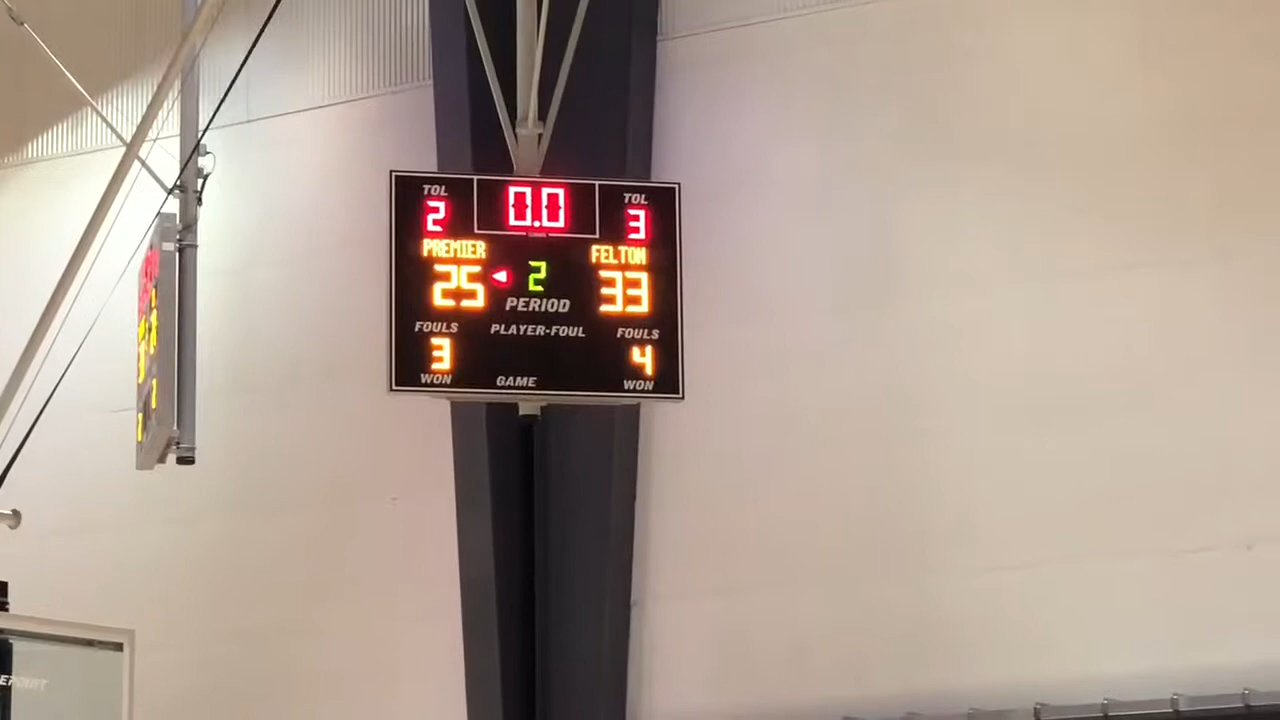 TOL 0.0 TOL
2 3
PREMIER FELTON
25 2 33
PERIOD
FOULS PLAYER-FOUL FOULS
3 4
WON GAME WON